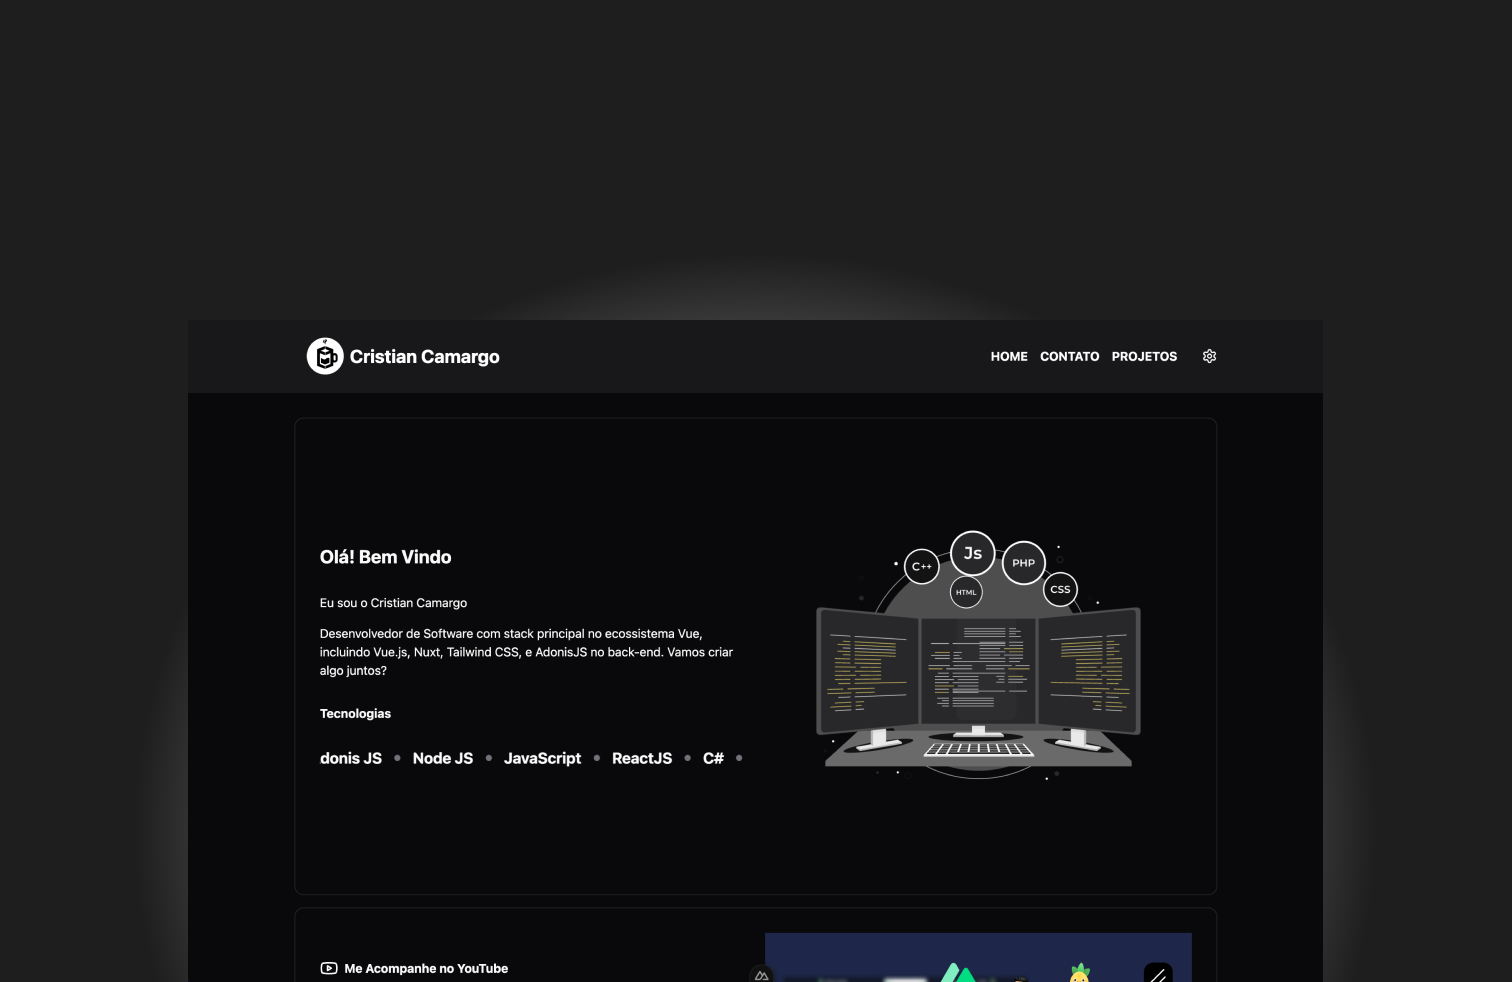 Cristian Camargo
HOME CONTATO PROJETOS
Olá! Bem Vindo
Eu sou o Cristian Camargo
Desenvolvedor de Software com stack principal no ecossistema Vue,
incluindo Vue.js, Nuxt, Tailwind CSS, e AdonisJS no back-end. Vamos criar
algo juntos?
Tecnologias
donis JS • Node JS • JavaScript • ReactJS • C# •
C++
Js
PHP
HTML
CSS
Me Acompanhe no YouTube